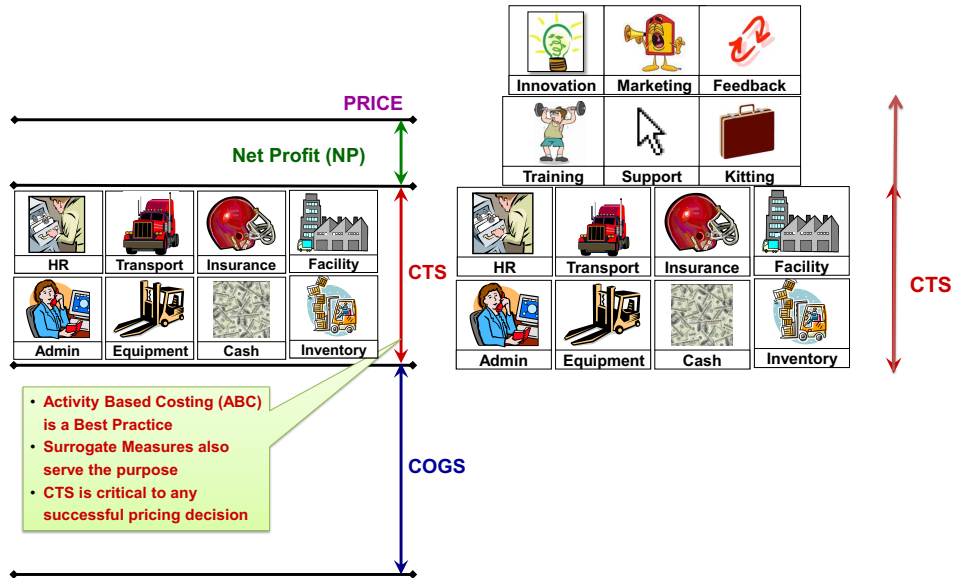 Innovation Marketing Feedback
PRICE
Net Profit (NP)
Training Support Kitting
HR Transport Insurance Facility
CTS
HR Transport Insurance Facility
CTS
Admin Equipment Cash Inventory
Admin Equipment Cash Inventory
• Activity Based Costing (ABC)
is a Best Practice
• Surrogate Measures also
serve the purpose
• CTS is critical to any
successful pricing decision
COGS